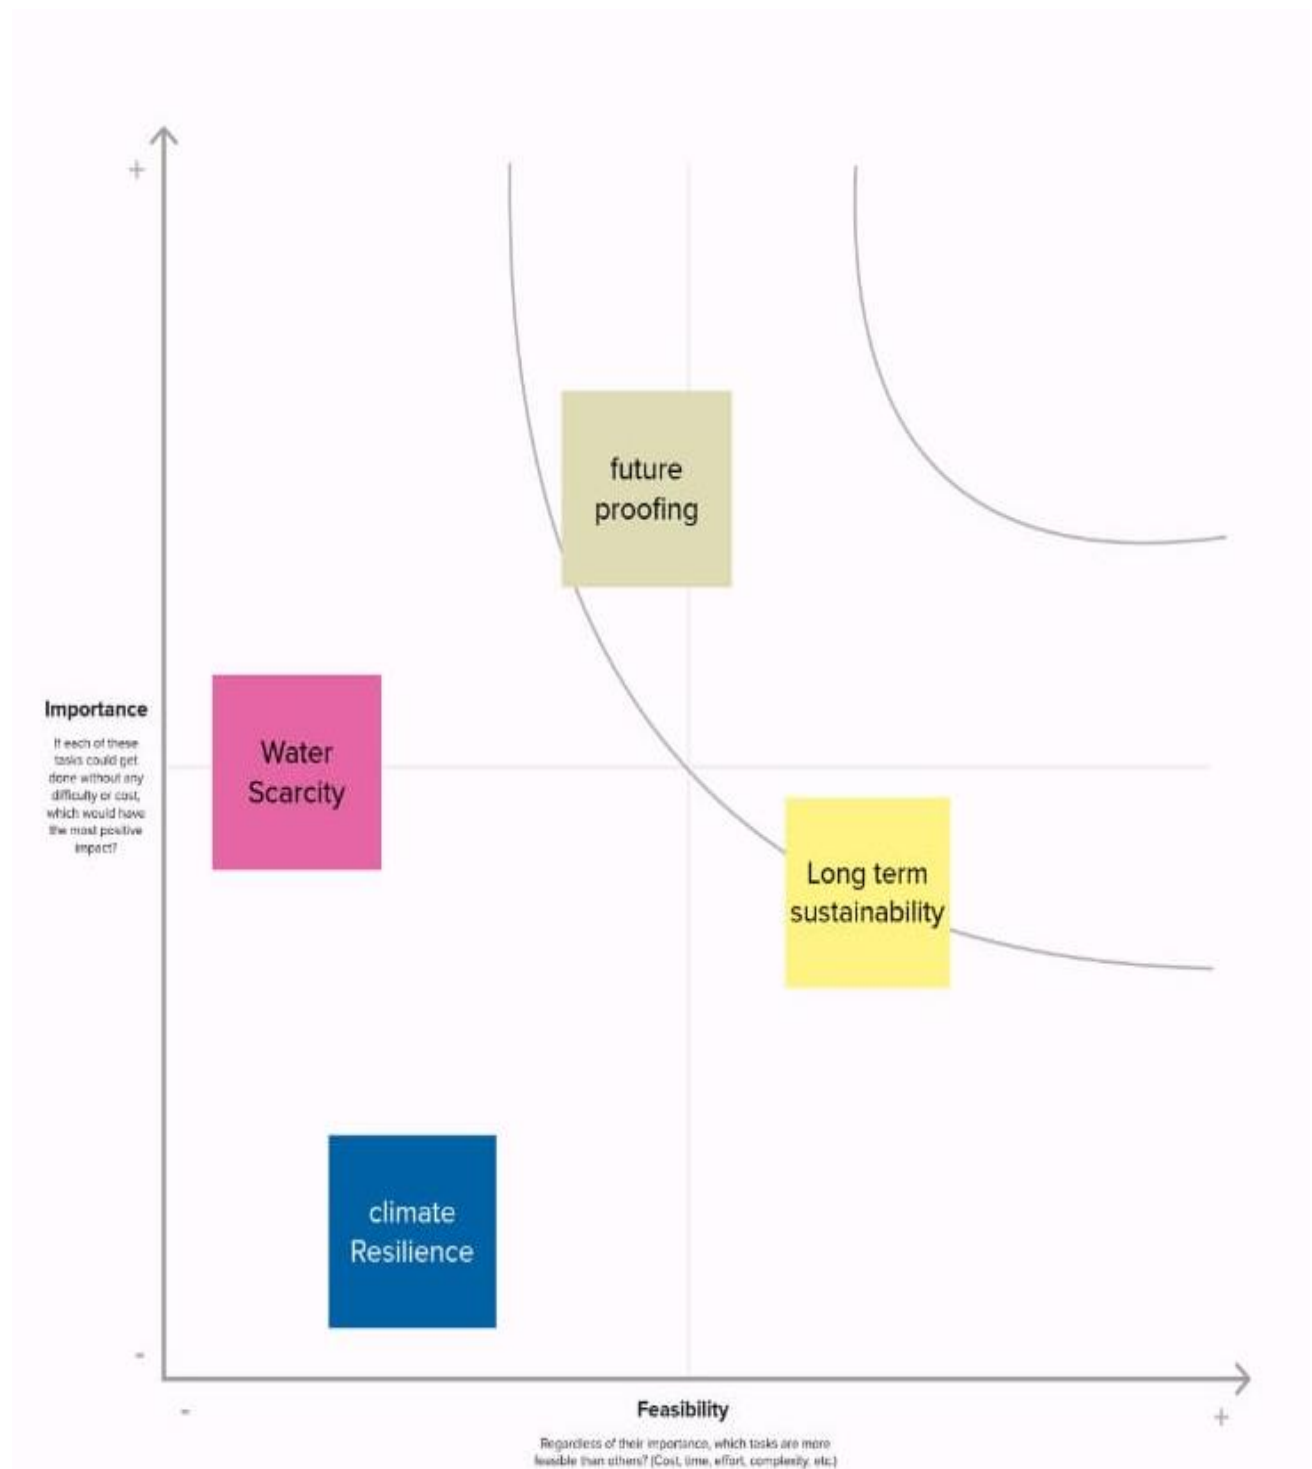 +
future
proofing
Importance
If each of these
tasks could get
done without any
difficulty or cost,
which would have
the most positive
impact?
Water
Scarcity
Long term
sustainability
climate
Resilience
-
-
Feasibility
+
Regardless of their importance, which tasks are more
feasible than others? (Cost, time, effort, complexity, etc.)